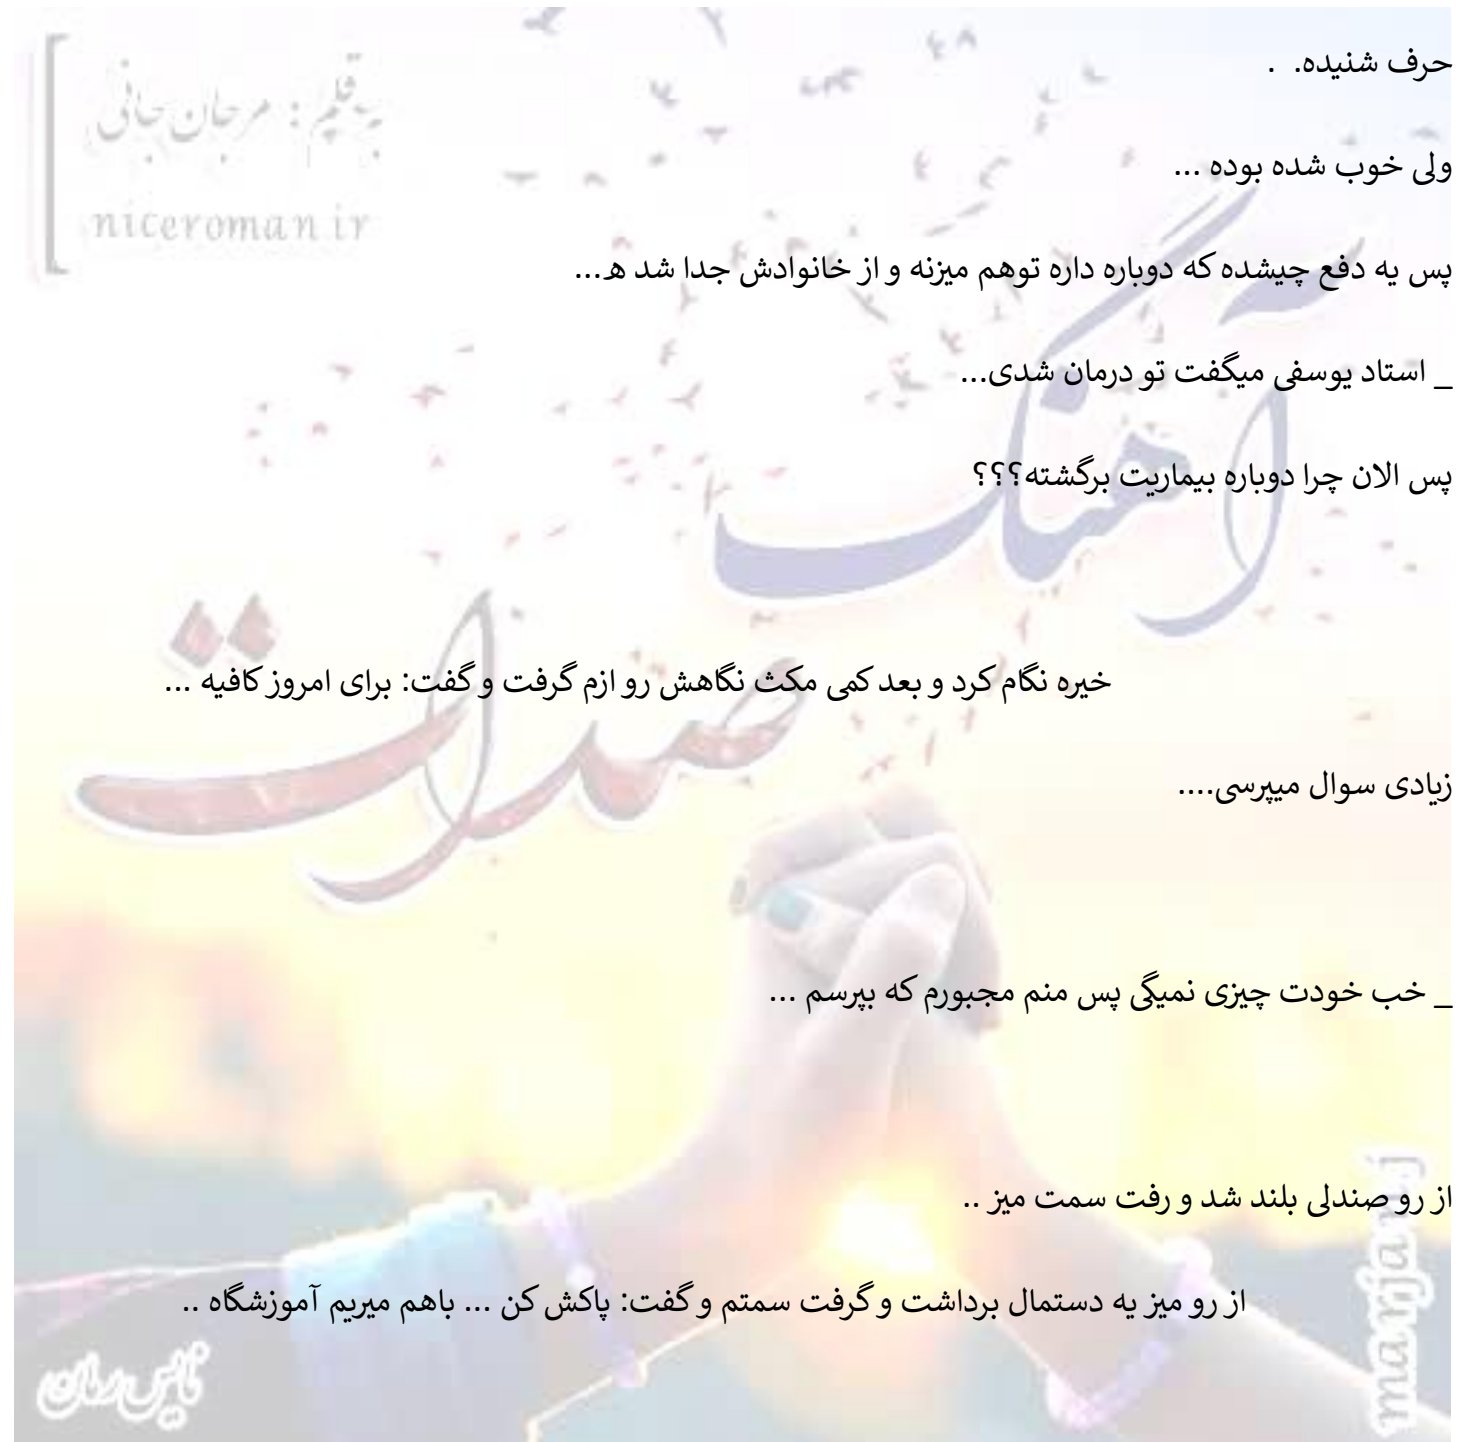 به قلم : مرجان جانی
niceroman.ir
حرف شنیده. .
ولی خوب شده بوده ...
پس یه دفع چیشده که دوباره داره توهم میزنه و از خانوادش جدا شد ه...
_ استاد یوسفی میگفت تو درمان شدی...
پس الان چرا دوباره بیماریت برگشته؟؟؟
آهنگ
صدات
خیره نگام کرد و بعد کمی مکث نگاهش رو ازم گرفت و گفت: برای امروز کافیه ...
زیادی سوال میپرسی....
_ خب خودت چیزی نمیگی پس منم مجبورم که بپرسم ...
از رو صندلی بلند شد و رفت سمت میز ..
از رو میز یه دستمال برداشت و گرفت سمتم و گفت: پاکش کن ... باهم میریم آموزشگاه ..
نایس رمان